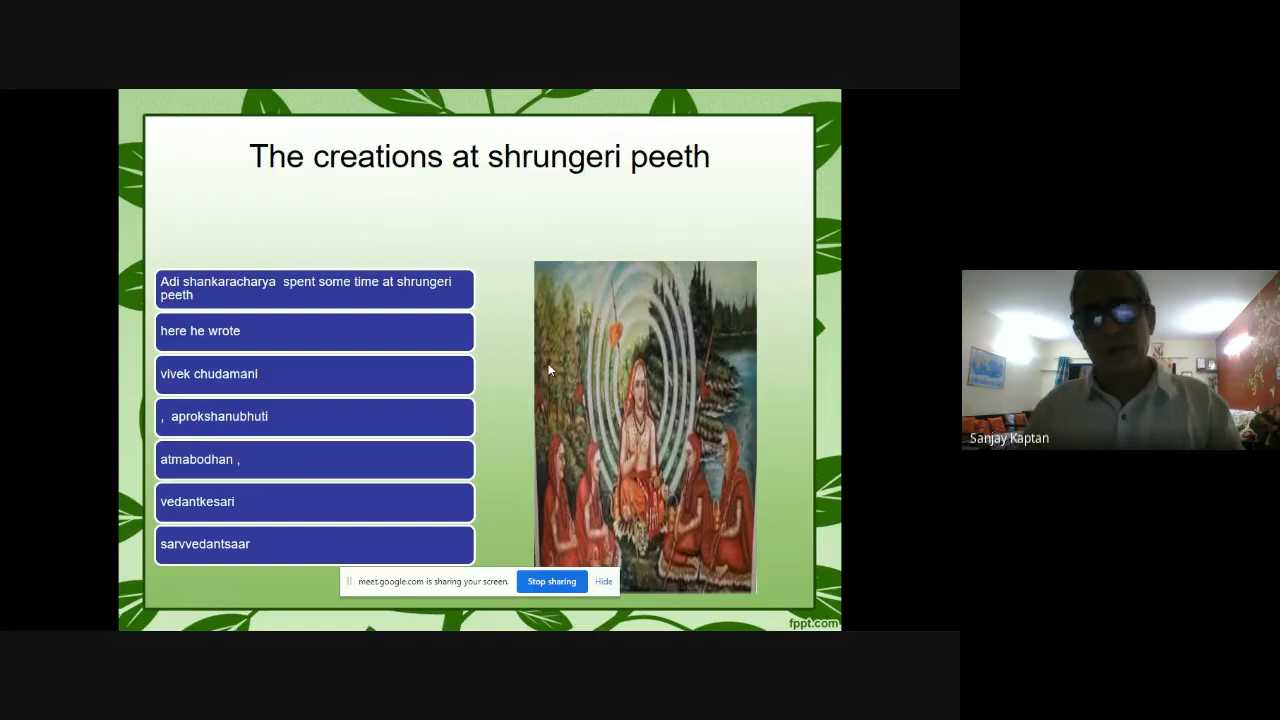 The creations at shrungeri peeth
Adi shankaracharya spent some time at shrungeri
peeth
here he wrote
vivek chudamani
, aprokshanubhuti
atmabodhan ,
vedantkesari
sarvvedantsaar
meet.google.com is sharing your screen.
Stop sharing
Hide
fppt.com
Sanjay Kaptan